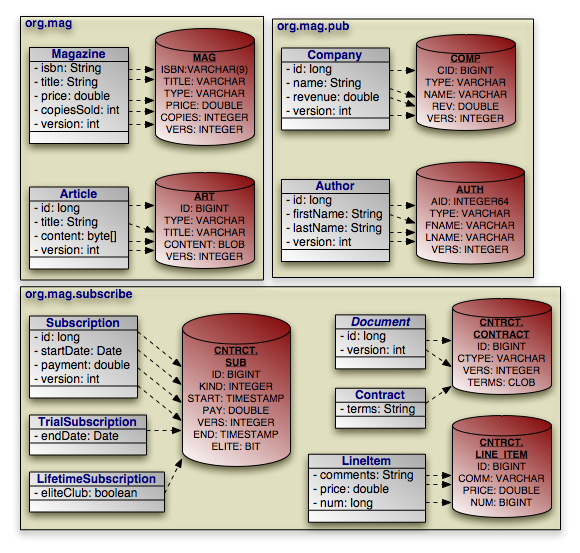 org.mag
Magazine
- isbn: String
- title: String
- price: double
- copiesSold: int
- version: int
MAG
ISBN:VARCHAR(9)
TITLE: VARCHAR
TYPE: VARCHAR
PRICE: DOUBLE
COPIES: INTEGER
VERS: INTEGER
Article
- id: long
- title: String
- content: byte[]
- version: int
ART
ID: BIGINT
TYPE: VARCHAR
TITLE: VARCHAR
CONTENT: BLOB
VERS: INTEGER
org.mag.pub
Company
- id: long
- name: String
- revenue: double
- version: int
COMP
CID: BIGINT
TYPE: VARCHAR
NAME: VARCHAR
REV: DOUBLE
VERS: INTEGER
Author
- id: long
- firstName: String
- lastName: String
- version: int
AUTH
AID: INTEGER64
TYPE: VARCHAR
FNAME: VARCHAR
LNAME: VARCHAR
VERS: INTEGER
org.mag.subscribe
Subscription
- id: long
- startDate: Date
- payment: double
- version: int
TrialSubscription
- endDate: Date
LifetimeSubscription
- eliteClub: boolean
CNTRCT.
SUB
ID: BIGINT
KIND: INTEGER
START: TIMESTAMP
PAY: DOUBLE
VERS: INTEGER
END: TIMESTAMP
ELITE: BIT
Document
- id: long
- version: int
Contract
- terms: String
CNTRCT.
CONTRACT
ID: BIGINT
CTYPE: VARCHAR
VERS: INTEGER
TERMS: CLOB
LineItem
- comments: String
- price: double
- num: long
CNTRCT.
LINE_ITEM
ID: BIGINT
COMM: VARCHAR
PRICE: DOUBLE
NUM: BIGINT